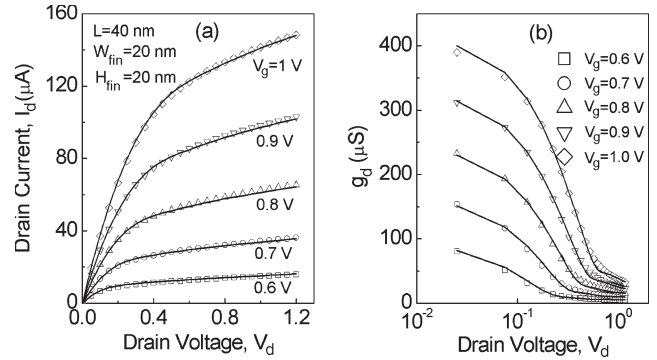 (a)
L=40 nm
W_fin=20 nm
H_fin=20 nm
V_g=1 V
0.9 V
0.8 V
0.7 V
0.6 V
160
120
80
40
0
0.0 0.4 0.8 1.2
Drain Current, I_d(μA)
Drain Voltage, V_d
(b)
V_g=0.6 V
V_g=0.7 V
V_g=0.8 V
V_g=0.9 V
V_g=1.0 V
400
300
200
100
0
10^-2 10^-1 10^0
g_d (μS)
Drain Voltage, V_d